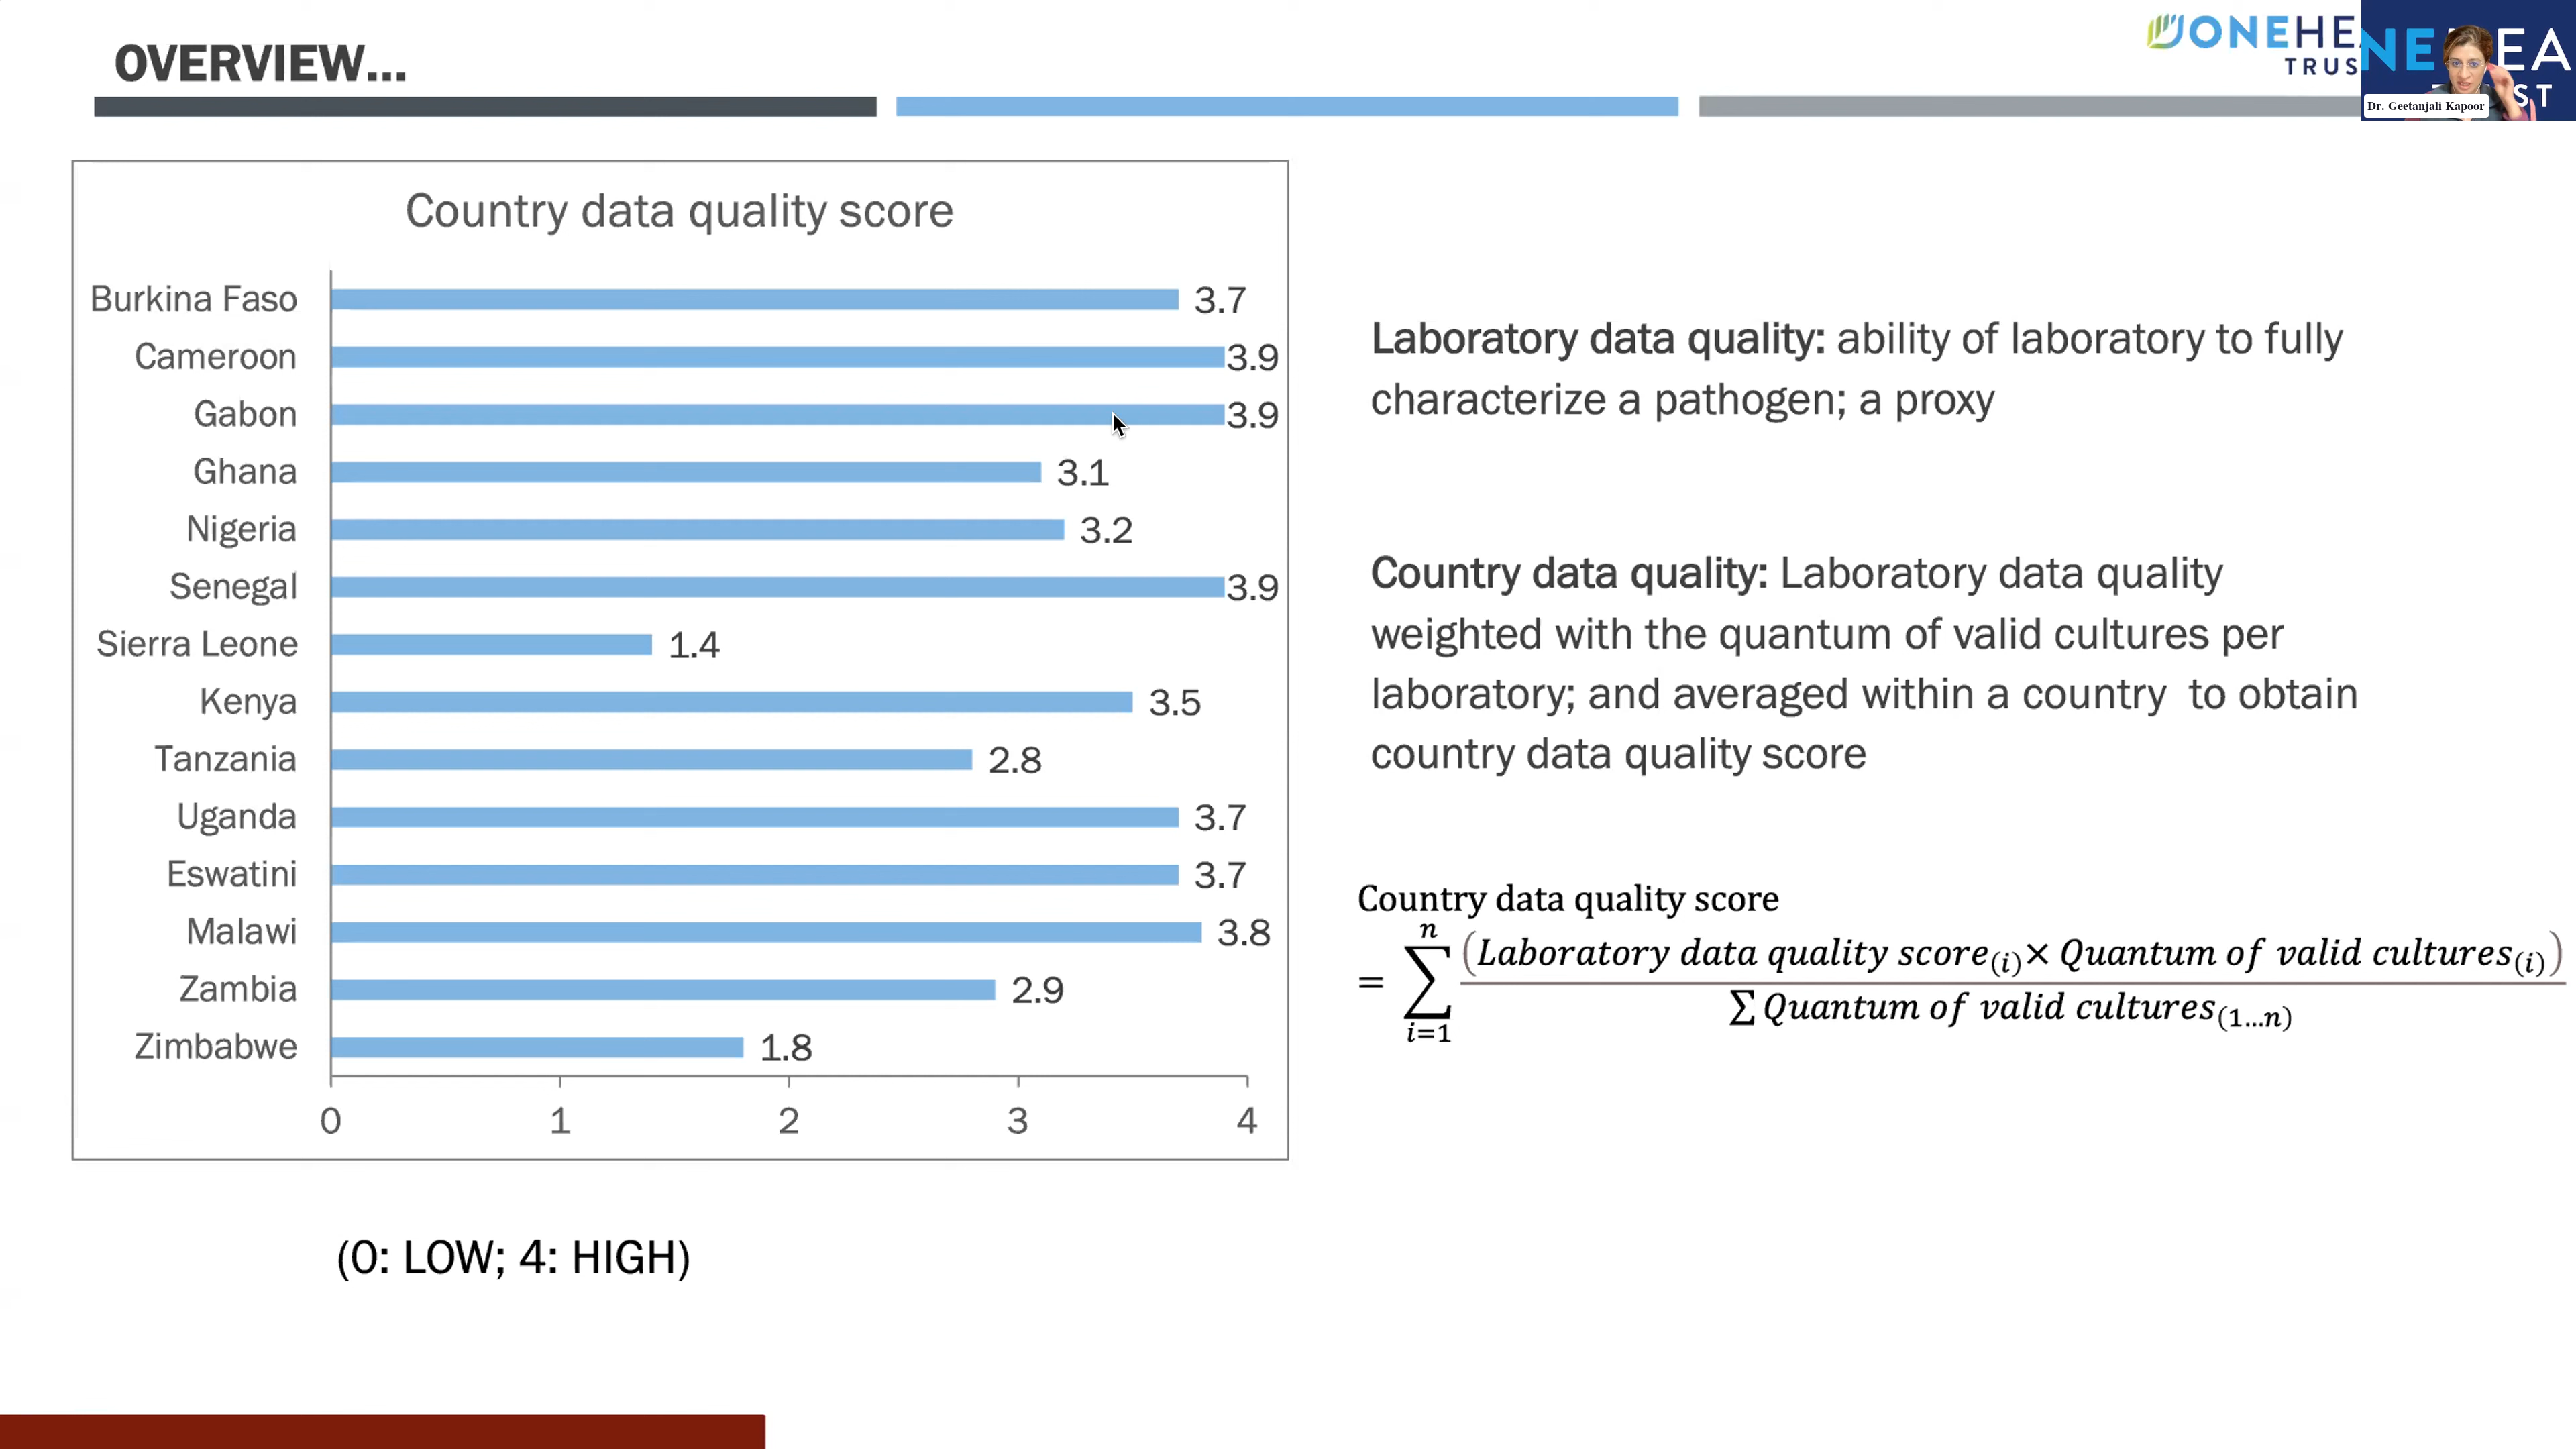 OVERVIEW...
ONEHE
TRUS
NE EA
ST
Dr. Geetanjali Kapoor
Country data quality score
Burkina Faso 3.7
Cameroon 3.9
Gabon 3.9
Ghana 3.1
Nigeria 3.2
Senegal 3.9
Sierra Leone 1.4
Kenya 3.5
Tanzania 2.8
Uganda 3.7
Eswatini 3.7
Malawi 3.8
Zambia 2.9
Zimbabwe 1.8
0 1 2 3 4
(0: LOW; 4: HIGH)
Laboratory data quality: ability of laboratory to fully
characterize a pathogen; a proxy
Country data quality: Laboratory data quality
weighted with the quantum of valid cultures per
laboratory; and averaged within a country to obtain
country data quality score
Country data quality score
n
= ∑ (Laboratory data quality score(i)× Quantum of valid cultures(i))
∑ Quantum of valid cultures(1...n)
i=1